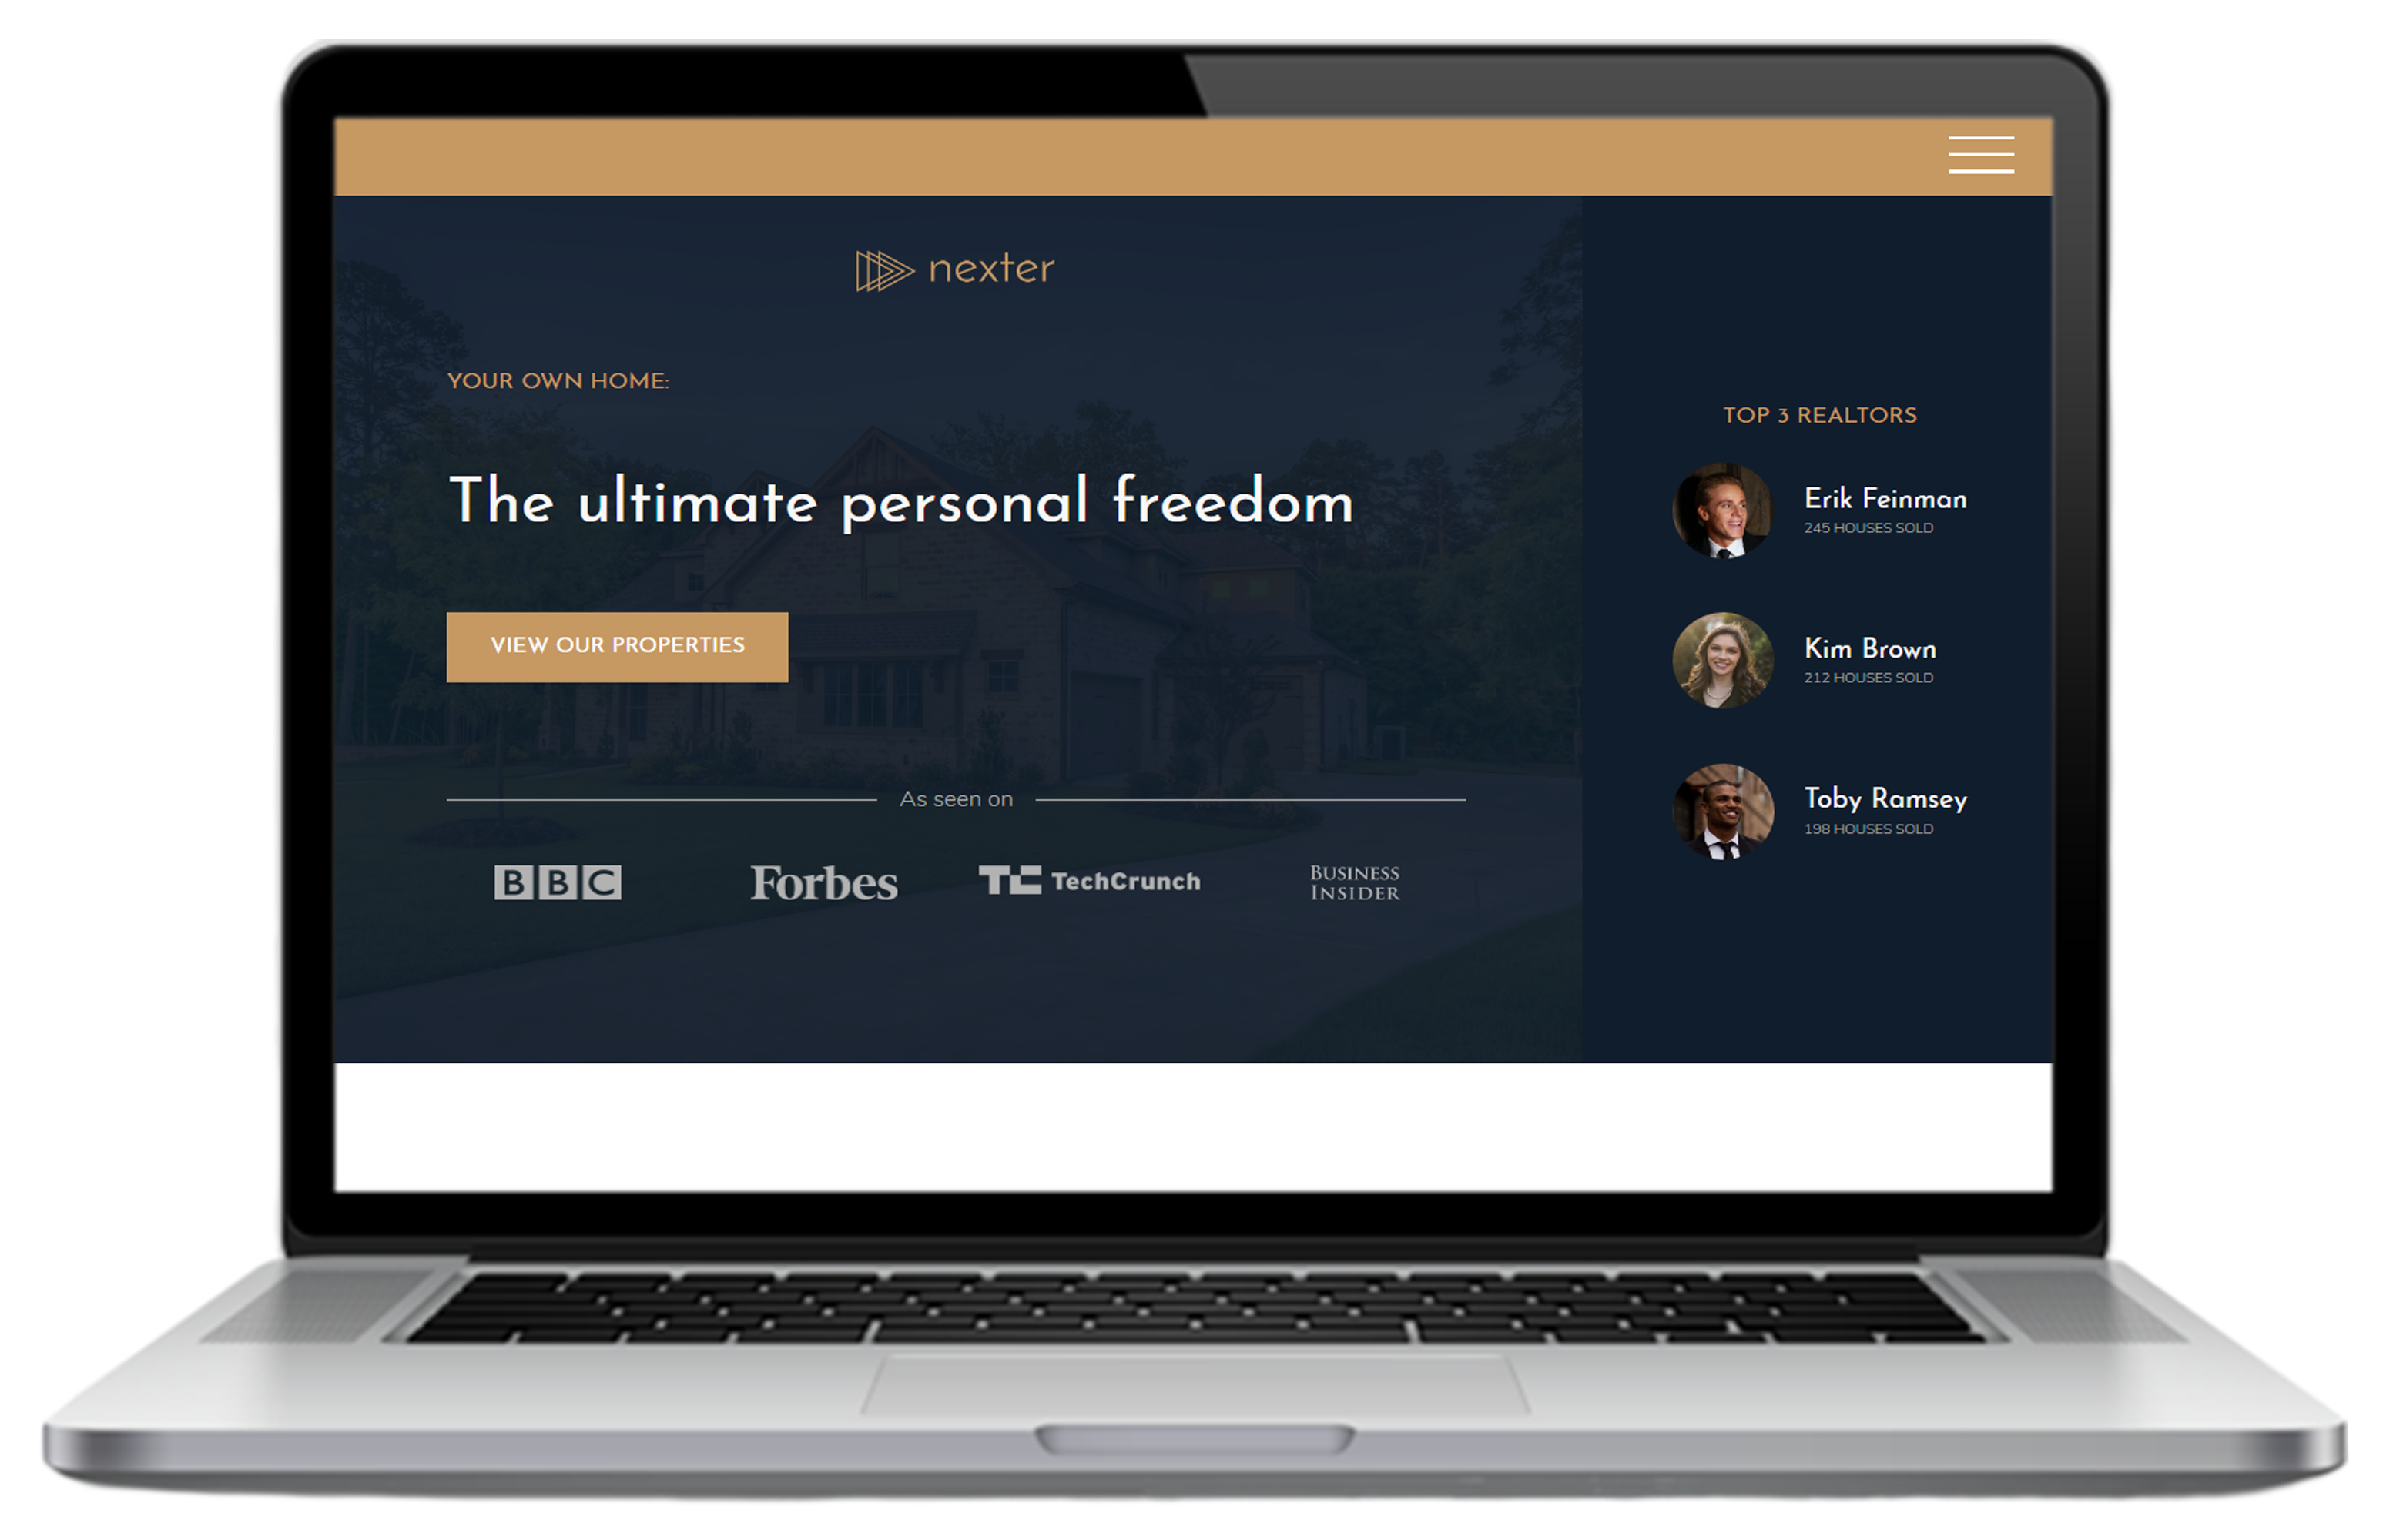 nexter
YOUR OWN HOME:
The ultimate personal freedom
VIEW OUR PROPERTIES
As seen on
BBC
Forbes
TC TechCrunch
BUSINESS
INSIDER
TOP 3 REALTORS
Erik Feinman
245 HOUSES SOLD
Kim Brown
212 HOUSES SOLD
Toby Ramsey
198 HOUSES SOLD